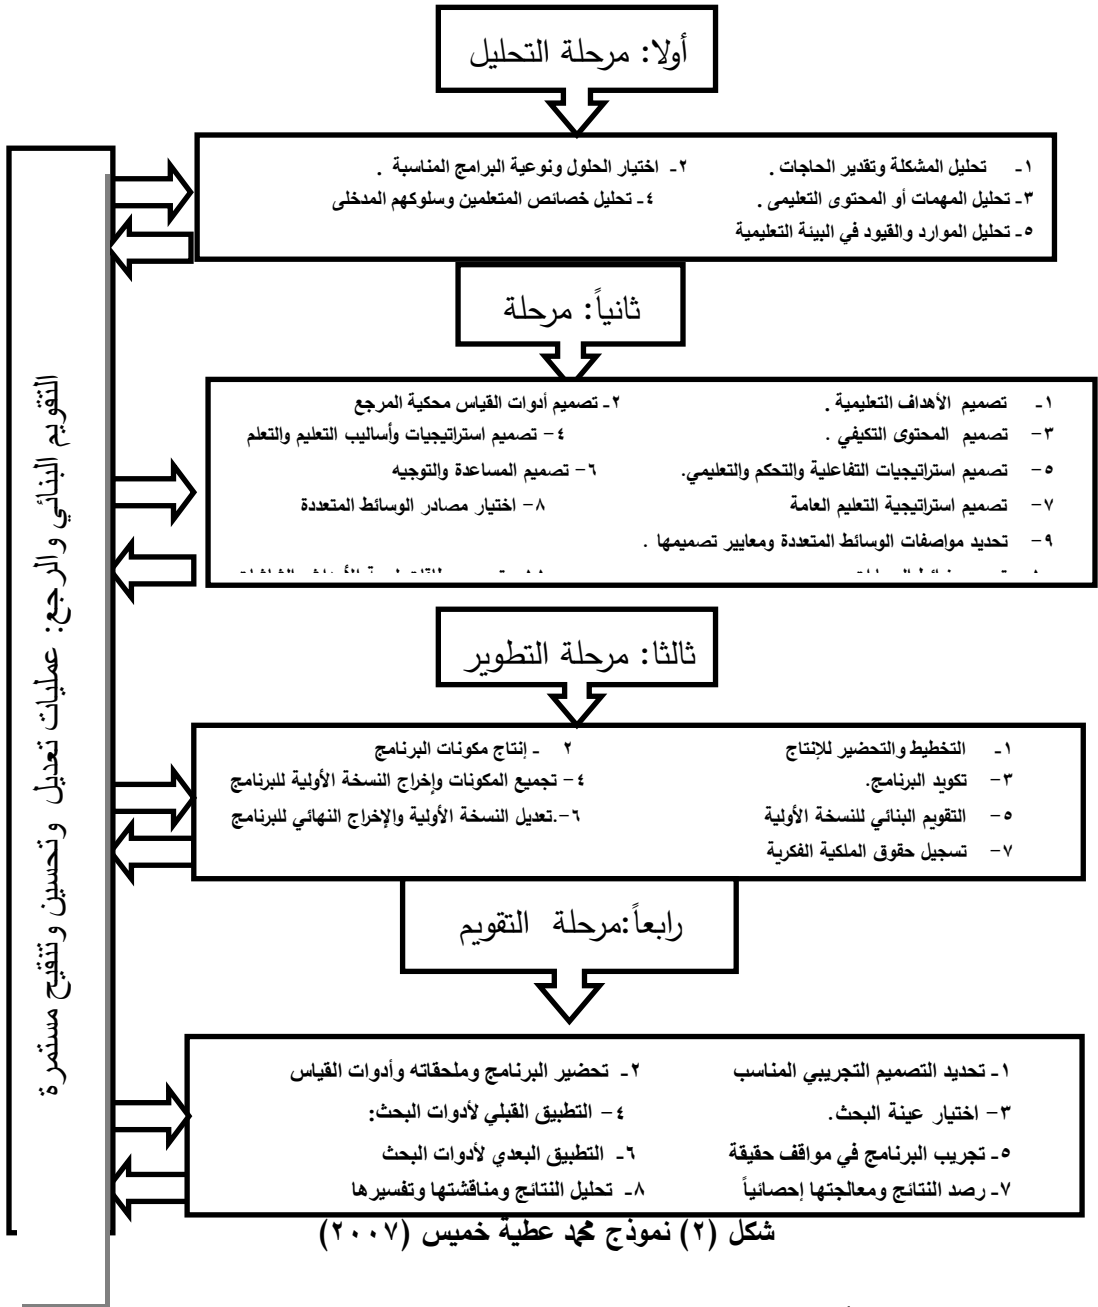 أولا: مرحلة التحليل
١- تحليل المشكلة وتقدير الحاجات . ٢- اختيار الحلول ونوعية البرامج المناسبة .
٣- تحليل المهمات أو المحتوى التعليمى . ٤- تحليل خصائص المتعلمين وسلوكهم المدخلى
٥- تحليل الموارد والقيود في البيئة التعليمية
ثانياً: مرحلة
١- تصميم الأهداف التعليمية . ٢- تصميم أدوات القياس محكية المرجع
٣- تصميم المحتوى التكيفي . ٤- تصميم استراتيجيات وأساليب التعليم والتعلم
٥- تصميم استراتيجيات التفاعلية والتحكم والتعليمي. ٦- تصميم المساعدة والتوجيه
٧- تصميم استراتيجية التعليم العامة ٨- اختيار مصادر الوسائط المتعددة
٩- تحديد مواصفات الوسائط المتعددة ومعايير تصميمها .
ثالثا: مرحلة التطوير
١- التخطيط والتحضير للإنتاج ٢ - إنتاج مكونات البرنامج
٣- تكويد البرنامج. ٤- تجميع المكونات وإخراج النسخة الأولية للبرنامج
٥- التقويم البنائي للنسخة الأولية ٦-.تعديل النسخة الأولية والإخراج النهائي للبرنامج
٧- تسجيل حقوق الملكية الفكرية
رابعاً:مرحلة التقويم
١- تحديد التصميم التجريبي المناسب ٢- تحضير البرنامج وملحقاته وأدوات القياس
٣- اختيار عينة البحث. ٤- التطبيق القبلي لأدوات البحث:
٥- تجريب البرنامج في مواقف حقيقة ٦- التطبيق البعدي لأدوات البحث
٧- رصد النتائج ومعالجتها إحصائياً ٨- تحليل النتائج ومناقشتها وتفسيرها
التقويم البنائي والرجع: عمليات تعديل وتحسين وتنقيح مستمرة
شكل (٢) نموذج محمد عطية خميس (٢٠٠٧)